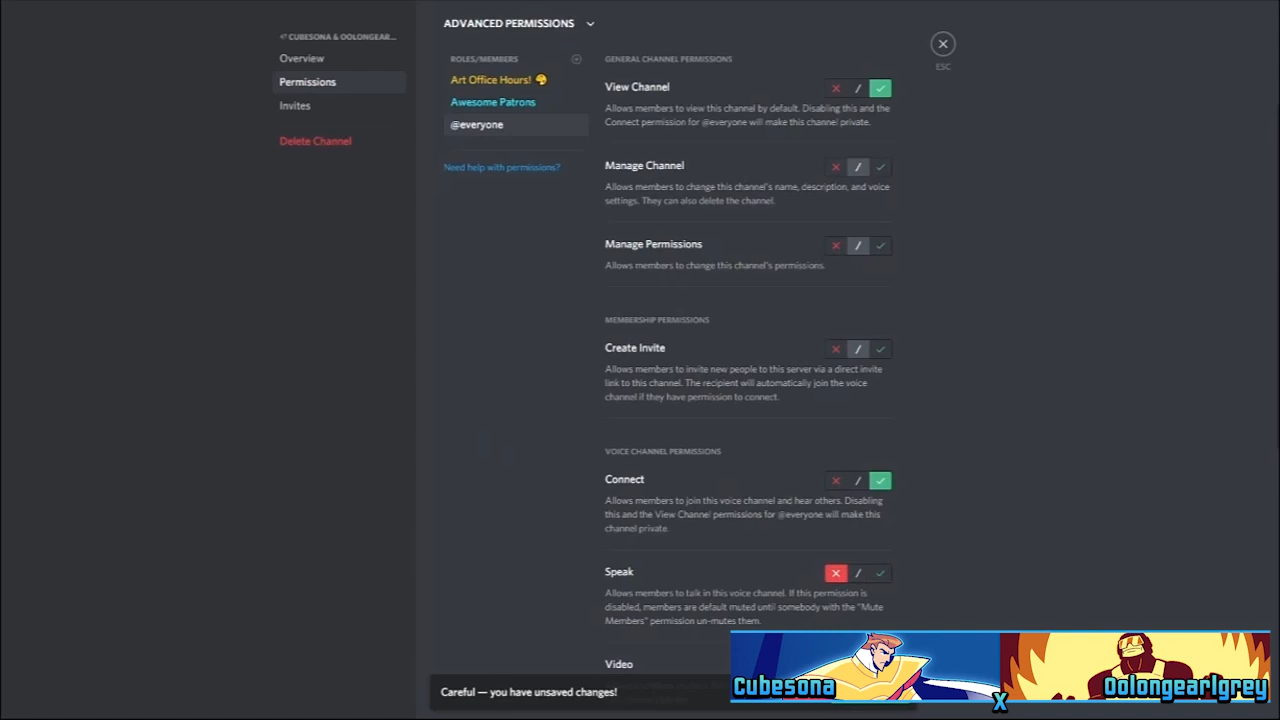 CUBESONA & OOLONGEAR...
Overview
Permissions
Invites
Delete Channel
ADVANCED PERMISSIONS
ROLES/MEMBERS
Art Office Hours!
Awesome Patrons
@everyone
Need help with permissions?
GENERAL CHANNEL PERMISSIONS
View Channel
Allows members to view this channel by default. Disabling this and the
Connect permission for @everyone will make this channel private.
Manage Channel
Allows members to change this channel's name, description, and voice
settings. They can also delete the channel.
Manage Permissions
Allows members to change this channel's permissions.
MEMBERSHIP PERMISSIONS
Create Invite
Allows members to invite new people to this server via a direct invite
link to this channel. The recipient will automatically join the voice
channel if they have permission to connect.
VOICE CHANNEL PERMISSIONS
Connect
Allows members to join this voice channel and hear others. Disabling
this and the View Channel permissions for @everyone will make this
channel private.
Speak
Allows members to talk in this voice channel. If this permission is
disabled, members are default muted until somebody with the "Mute
Members" permission un-mutes them.
Video
Careful — you have unsaved changes!
ESC
Cubesona
X
Oolongearlgrey